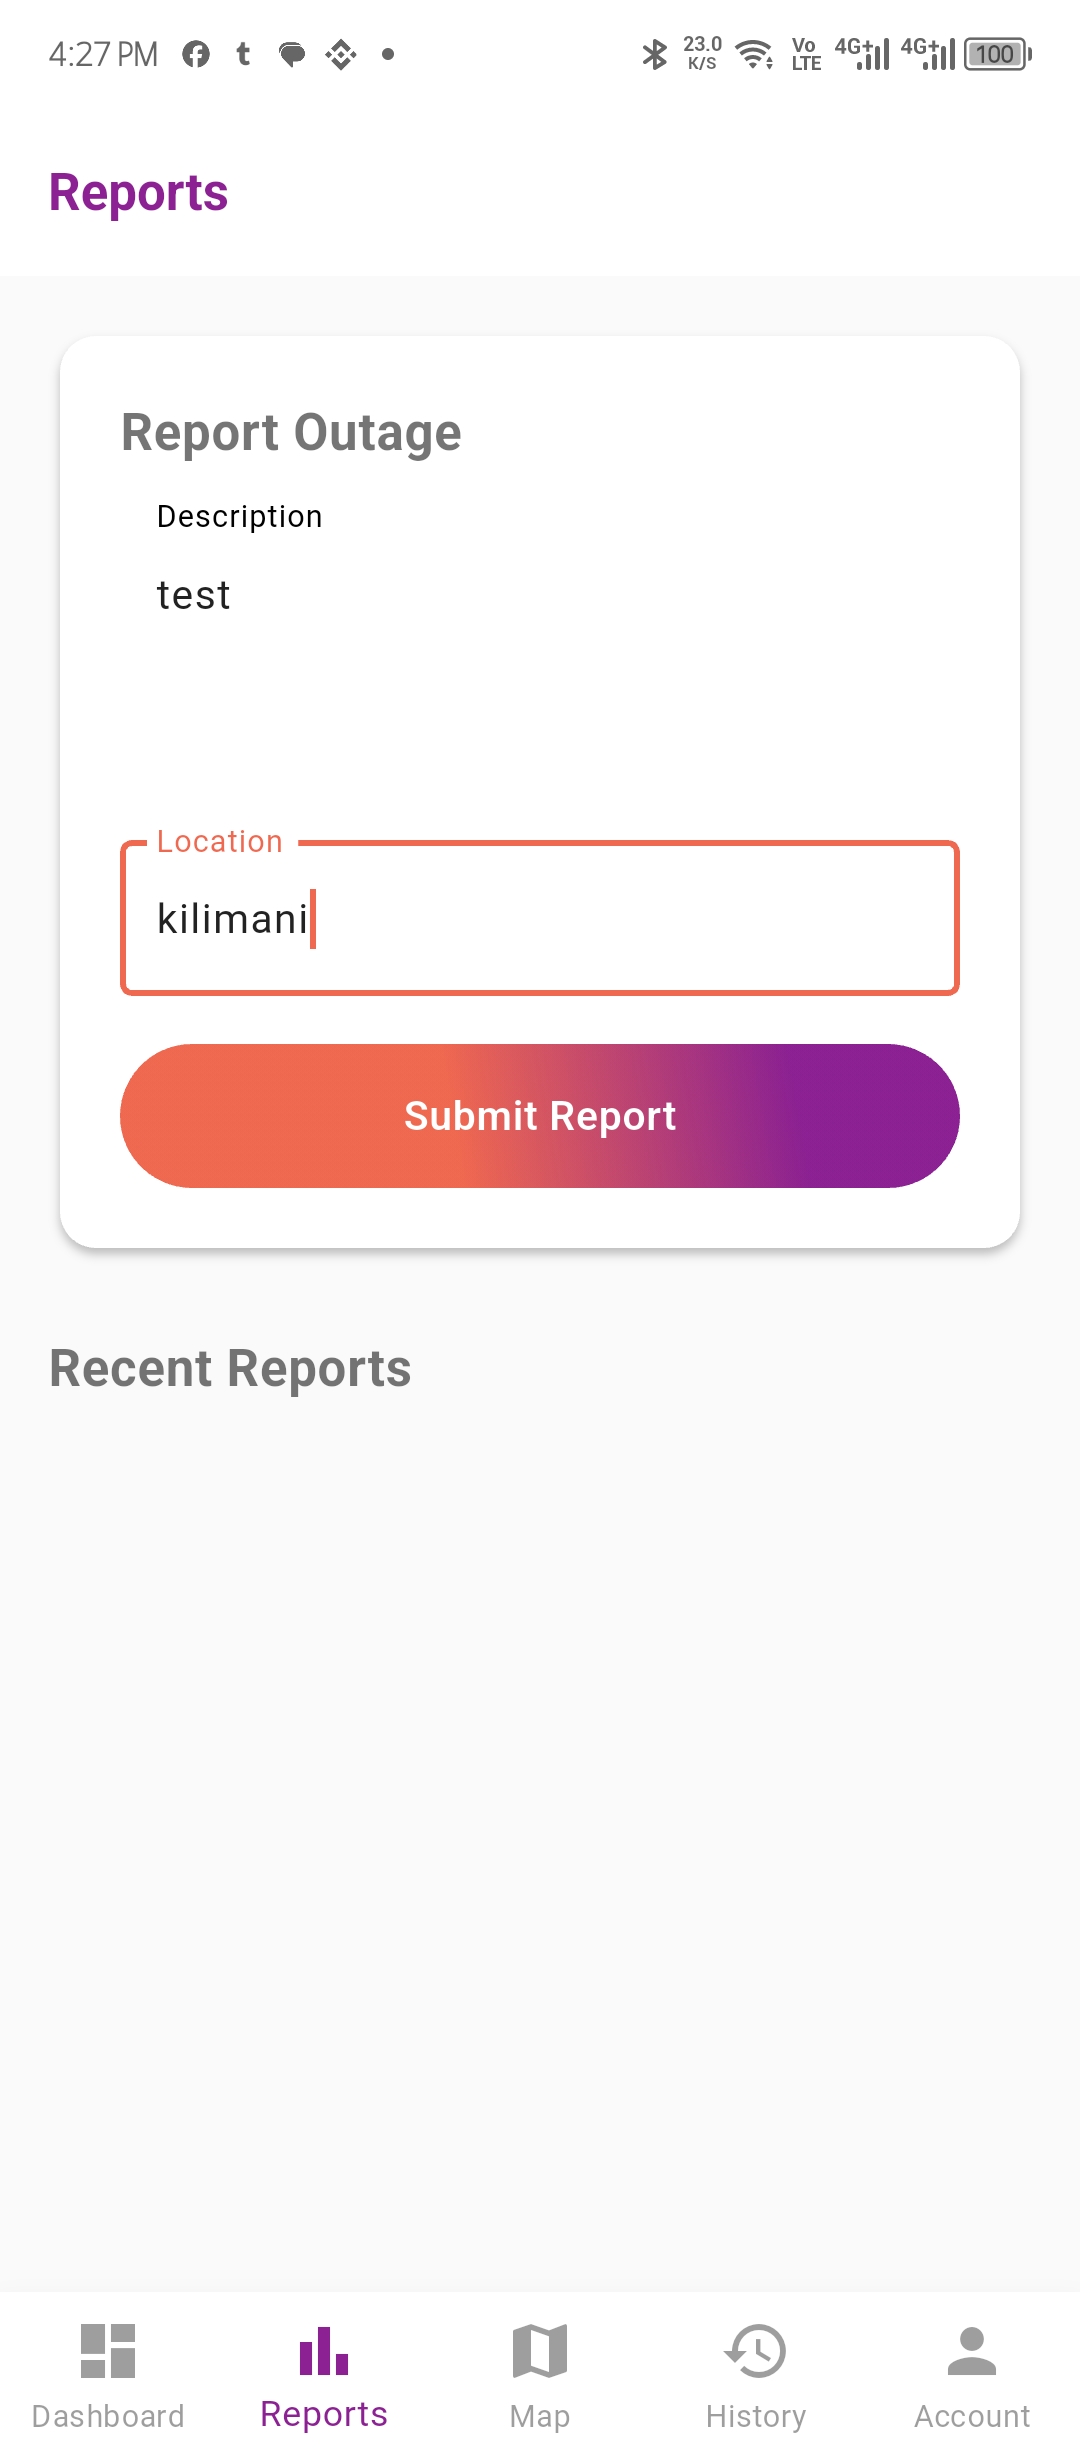 4:27 PM
23.0
K/S
Vo
LTE
4G+
4G+
100
Reports
Report Outage
Description
test
Location
kilimani
Submit Report
Recent Reports
Dashboard
Reports
Map
History
Account